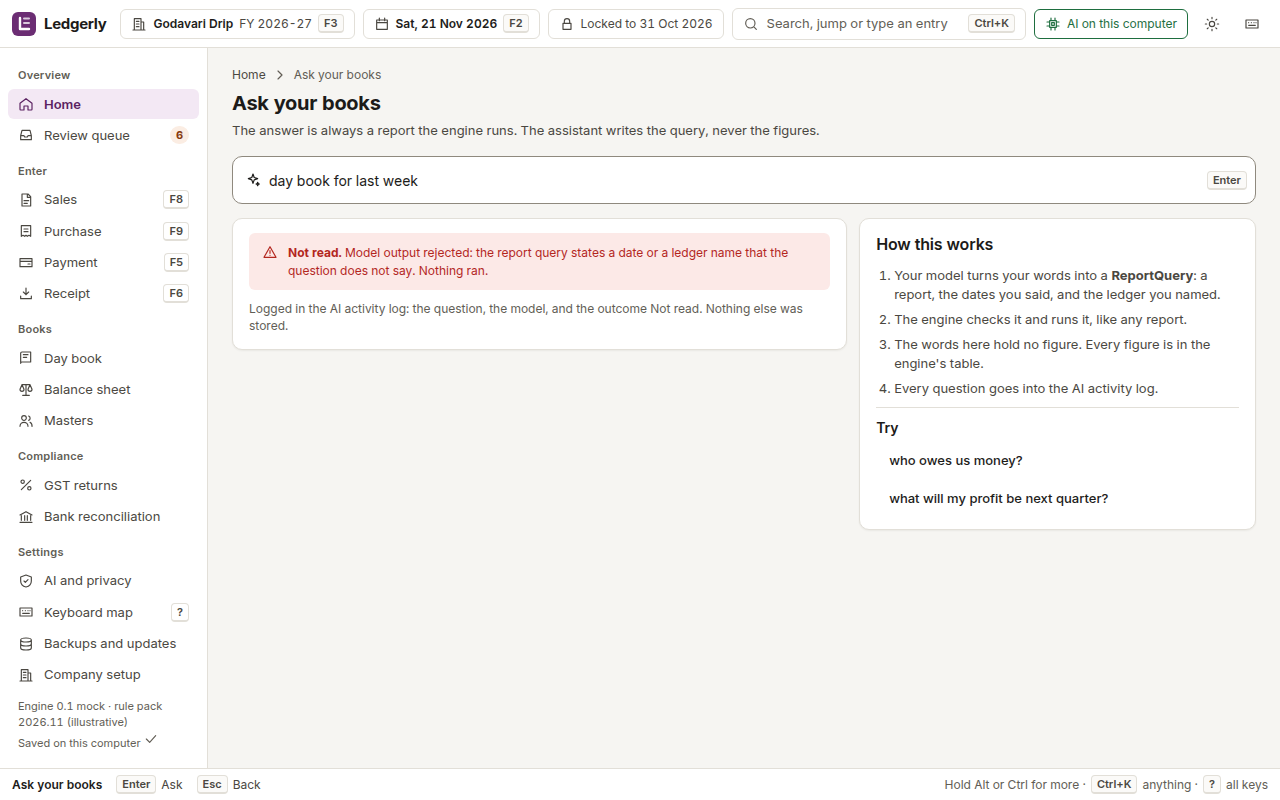 Ledgerly
Godavari Drip FY 2026-27 F3
Sat, 21 Nov 2026 F2
Locked to 31 Oct 2026
Search, jump or type an entry Ctrl+K
AI on this computer
Overview
Home
Review queue 6
Enter
Sales F8
Purchase F9
Payment F5
Receipt F6
Books
Day book
Balance sheet
Masters
Compliance
GST returns
Bank reconciliation
Settings
AI and privacy
Keyboard map ?
Backups and updates
Company setup
Engine 0.1 mock · rule pack
2026.11 (illustrative)
Saved on this computer
Home > Ask your books
Ask your books
The answer is always a report the engine runs. The assistant writes the query, never the figures.
day book for last week Enter
Not read. Model output rejected: the report query states a date or a ledger name that the
question does not say. Nothing ran.
Logged in the AI activity log: the question, the model, and the outcome Not read. Nothing else was
stored.
How this works
1. Your model turns your words into a ReportQuery: a
report, the dates you said, and the ledger you named.
2. The engine checks it and runs it, like any report.
3. The words here hold no figure. Every figure is in the
engine's table.
4. Every question goes into the AI activity log.
Try
who owes us money?
what will my profit be next quarter?
Ask your books Enter Ask Esc Back
Hold Alt or Ctrl for more · Ctrl+K anything · ? all keys